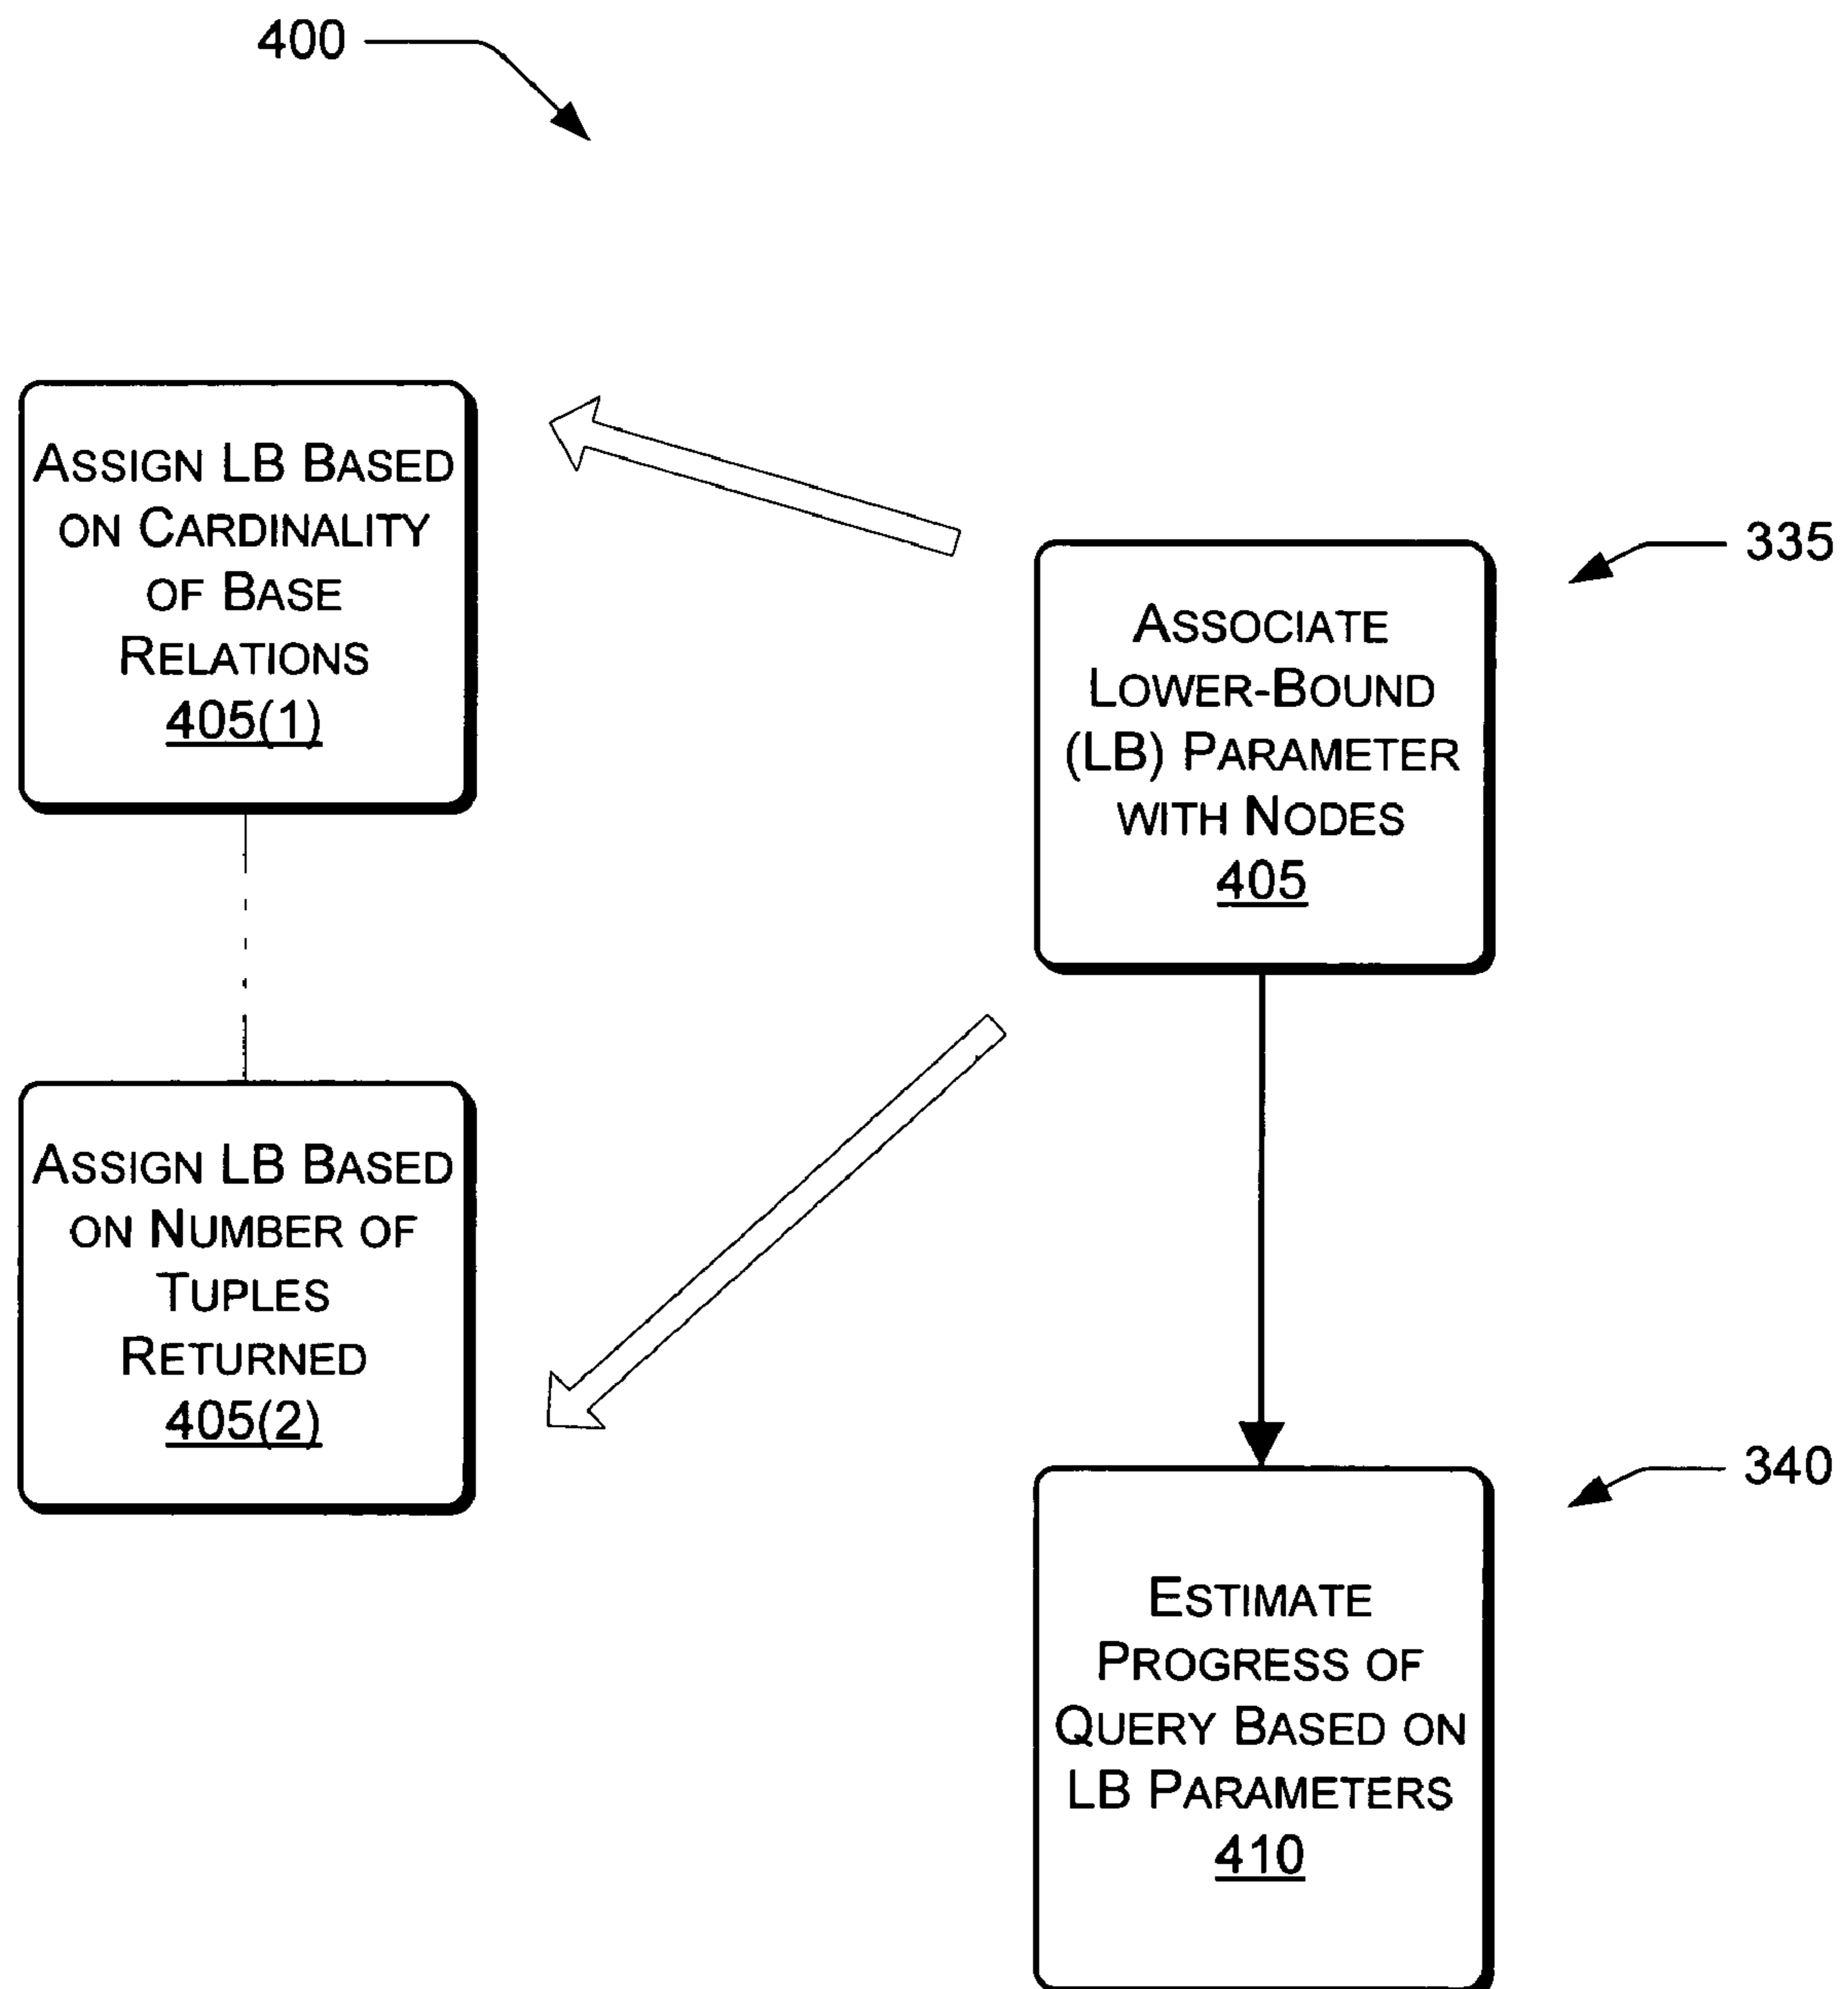 400
ASSIGN LB BASED
ON CARDINALITY
OF BASE
RELATIONS
405(1)
335
ASSOCIATE
LOWER-BOUND
(LB) PARAMETER
WITH NODES
405
ASSIGN LB BASED
ON NUMBER OF
TUPLES
RETURNED
405(2)
340
ESTIMATE
PROGRESS OF
QUERY BASED ON
LB PARAMETERS
410